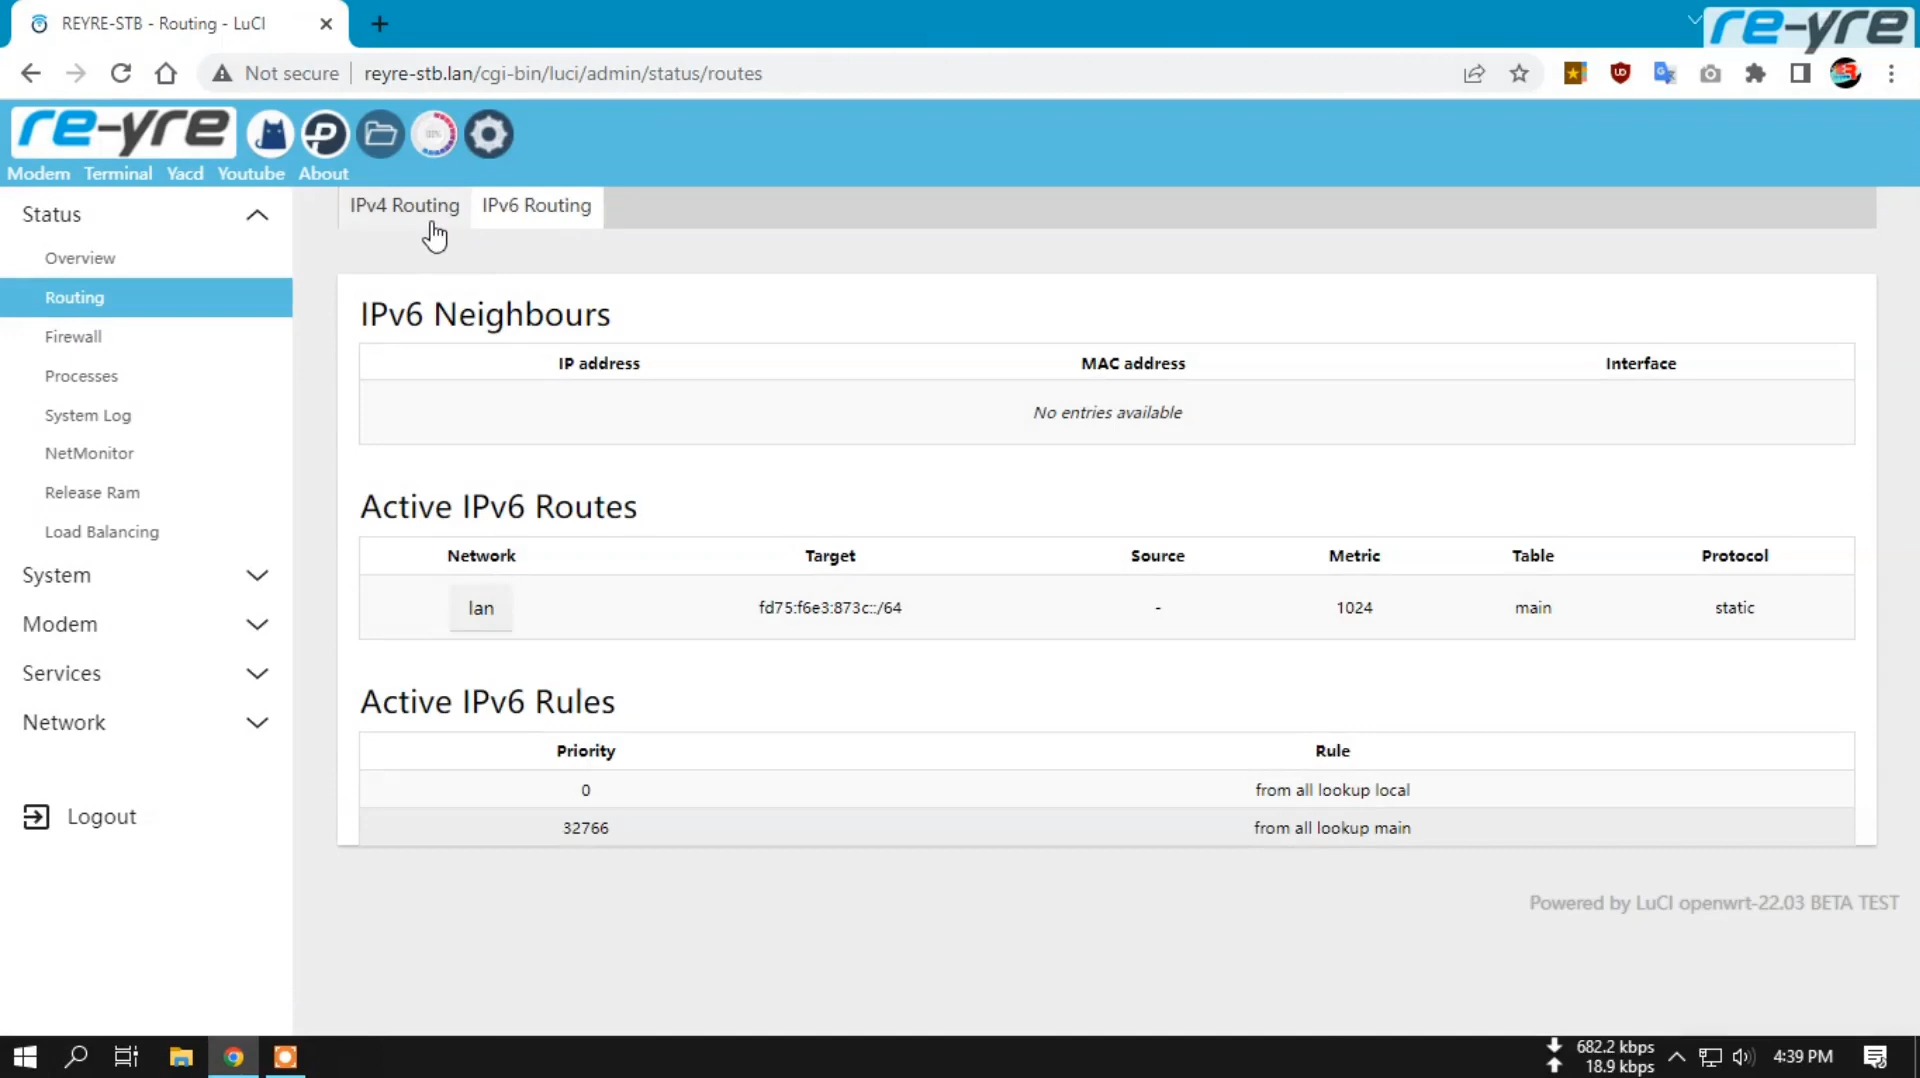 REYRE-STB - Routing - LuCI
re-yre
Not secure
reyre-stb.lan/cgi-bin/luci/admin/status/routes
re-yre
Modem Terminal Yacd Youtube About
Status
Overview
Routing
Firewall
Processes
System Log
NetMonitor
Release Ram
Load Balancing
System
Modem
Services
Network
Logout
IPv4 Routing IPv6 Routing
IPv6 Neighbours
IP address MAC address Interface
No entries available
Active IPv6 Routes
Network Target Source Metric Table Protocol
lan fd75:f6e3:873c::/64 - 1024 main static
Active IPv6 Rules
Priority Rule
0 from all lookup local
32766 from all lookup main
Powered by LuCI openwrt-22.03 BETA TEST
682.2 kbps
18.9 kbps
4:39 PM